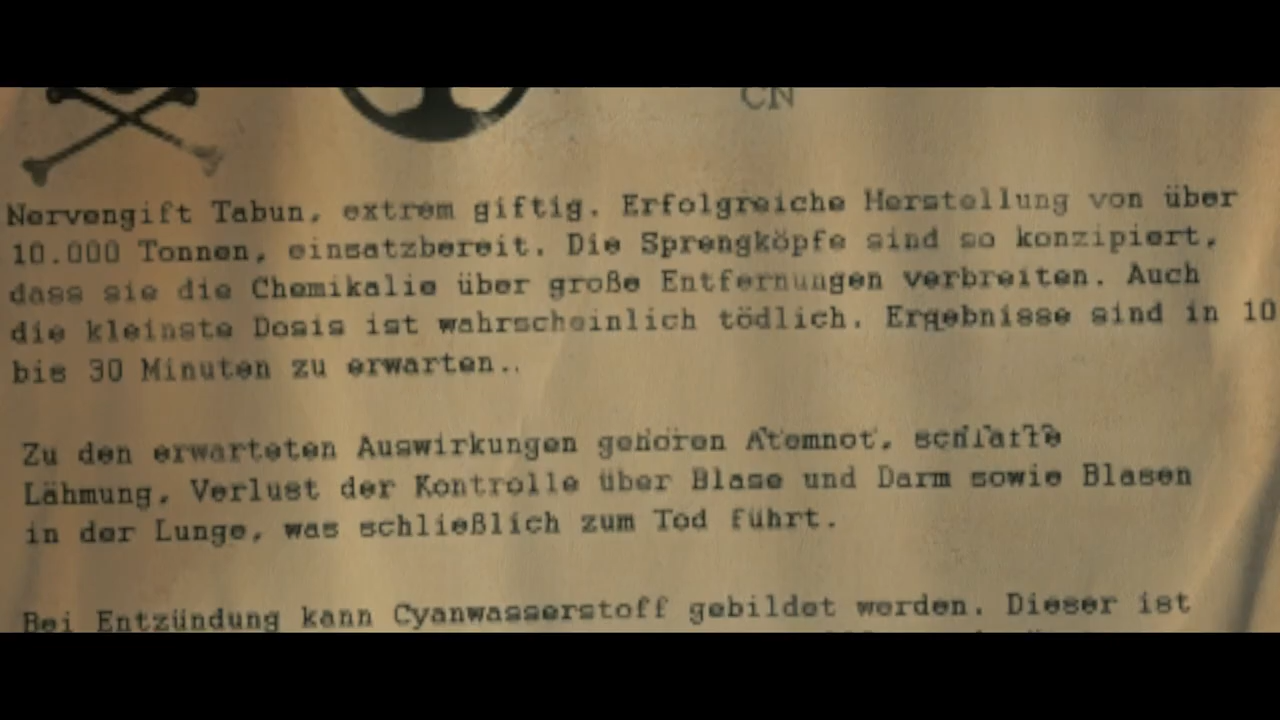 CN
Nervengift Tabun, extrem giftig. Erfolgreiche Herstellung von über
10.000 Tonnen, einsatzbereit. Die Sprengköpfe sind so konzipiert,
dass sie die Chemikalie über große Entfernungen verbreiten. Auch
die kleinste Dosis ist wahrscheinlich tödlich. Ergebnisse sind in 10
bis 30 Minuten zu erwarten..
Zu den erwarteten Auswirkungen gehören Atemnot, schlaffe
Lähmung, Verlust der Kontrolle über Blase und Darm sowie Blasen
in der Lunge, was schließlich zum Tod führt.
Bei Entzündung kann Cyanwasserstoff gebildet werden. Dieser ist